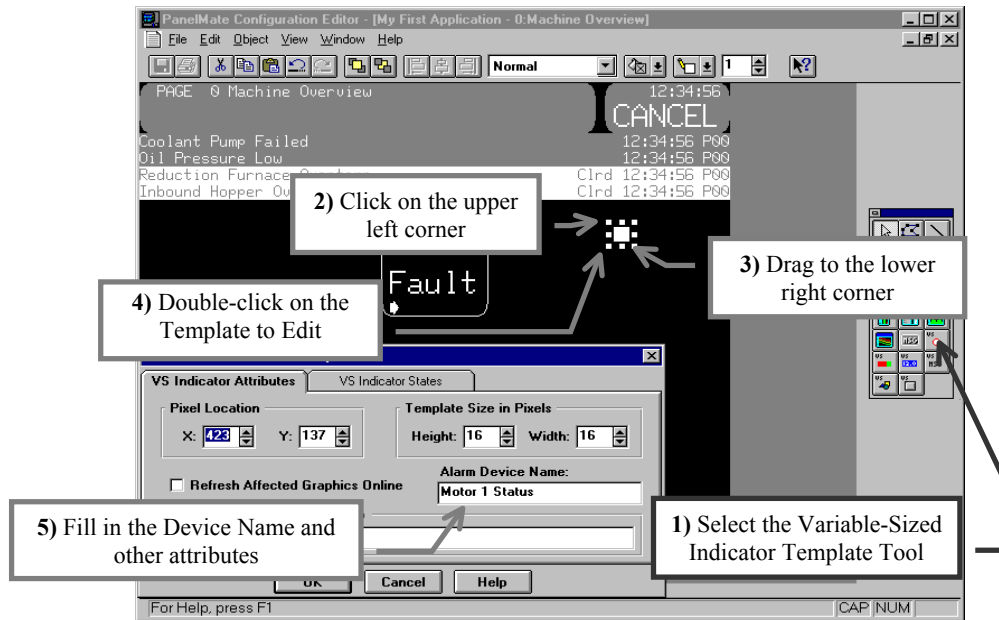 PanelMate Configuration Editor - [My First Application - 0:Machine Overview]
File Edit Object View Window Help
Normal
1
PAGE 0 Machine Overview
12:34:56
CANCEL
Coolant Pump Failed 12:34:56 P00
Oil Pressure Low 12:34:56 P00
Reduction Furnace Clrd 12:34:56 P00
Inbound Hopper Clrd 12:34:56 P00
2) Click on the upper
left corner
3) Drag to the lower
right corner
Fault
4) Double-click on the
Template to Edit
VS Indicator Attributes
VS Indicator States
Pixel Location
X: 423 Y: 137
Template Size in Pixels
Height: 16 Width: 16
Refresh Affected Graphics Online
Alarm Device Name:
Motor 1 Status
5) Fill in the Device Name and
other attributes
1) Select the Variable-Sized
Indicator Template Tool
OK Cancel Help
For Help, press F1
CAP NUM